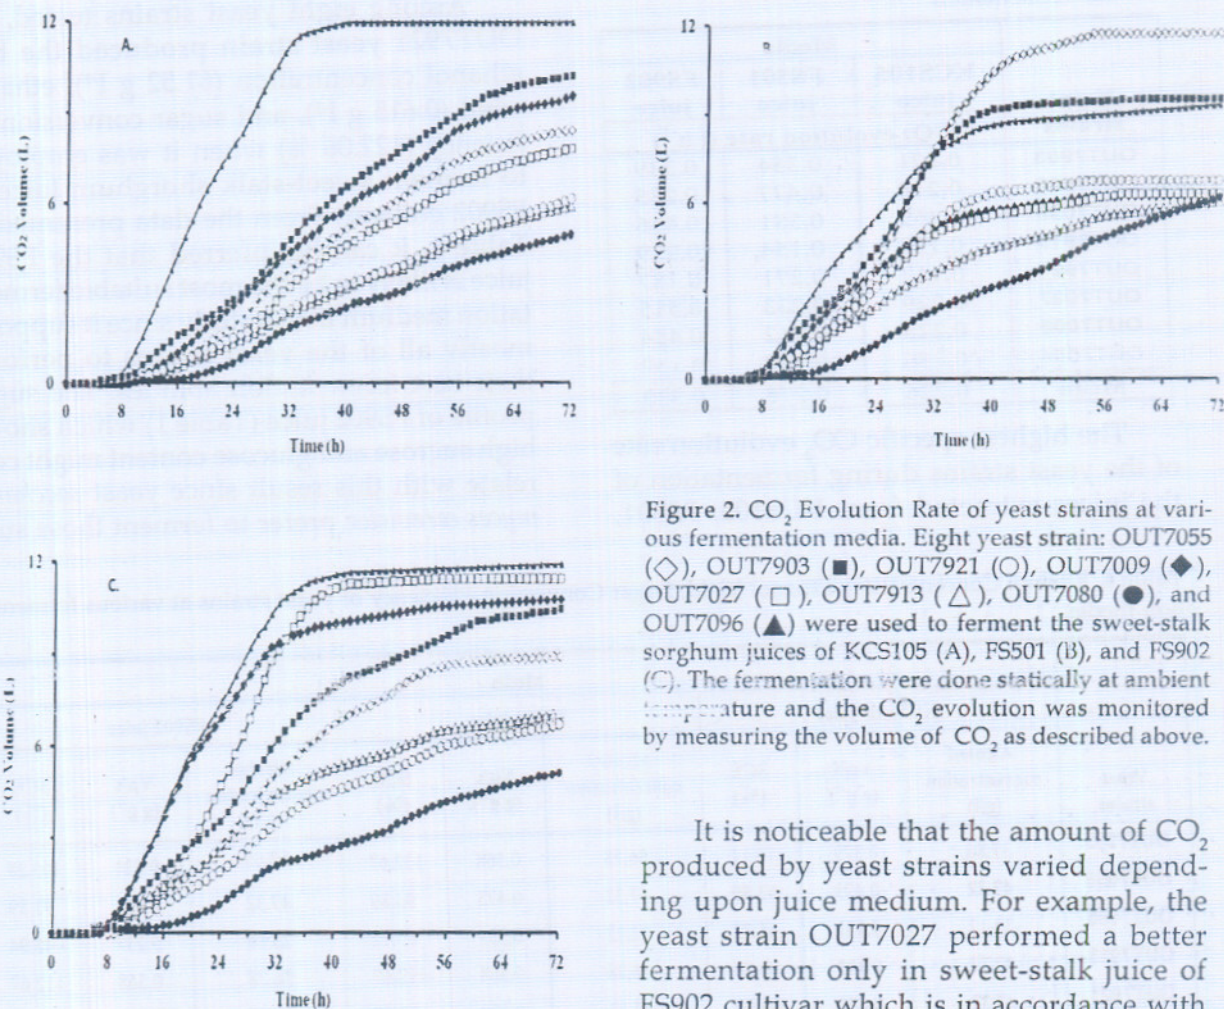 12
6
0
CO₂ Volume (L)
A.
0 8 16 24 32 40 48 56 64 72
Time (h)
12
6
0
CO₂ Volume (L)
B
0 8 16 24 32 40 48 56 64 72
Time (h)
12
6
0
CO₂ Volume (L)
C.
0 8 16 24 32 40 48 56 64 72
Time (h)
Figure 2. CO₂ Evolution Rate of yeast strains at vari-
ous fermentation media. Eight yeast strain: OUT7055
(◇), OUT7903 (■), OUT7921 (○), OUT7009 (◆),
OUT7027 (□), OUT7913 (△), OUT7080 (●), and
OUT7096 (▲) were used to ferment the sweet-stalk
sorghum juices of KCS105 (A), FS501 (B), and FS902
(C). The fermentation were done statically at ambient
temperature and the CO₂ evolution was monitored
by measuring the volume of CO₂ as described above.
It is noticeable that the amount of CO₂
produced by yeast strains varied depend-
ing upon juice medium. For example, the
yeast strain OUT7027 performed a better
fermentation only in sweet-stalk juice of
FS902 cultivar which is in accordance with